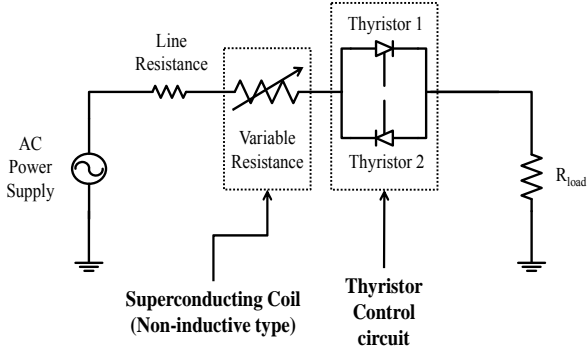 Line
Resistance
Thyristor 1
AC
Power
Supply
Variable
Resistance
Thyristor 2
Rload
Superconducting Coil
(Non-inductive type)
Thyristor
Control
circuit